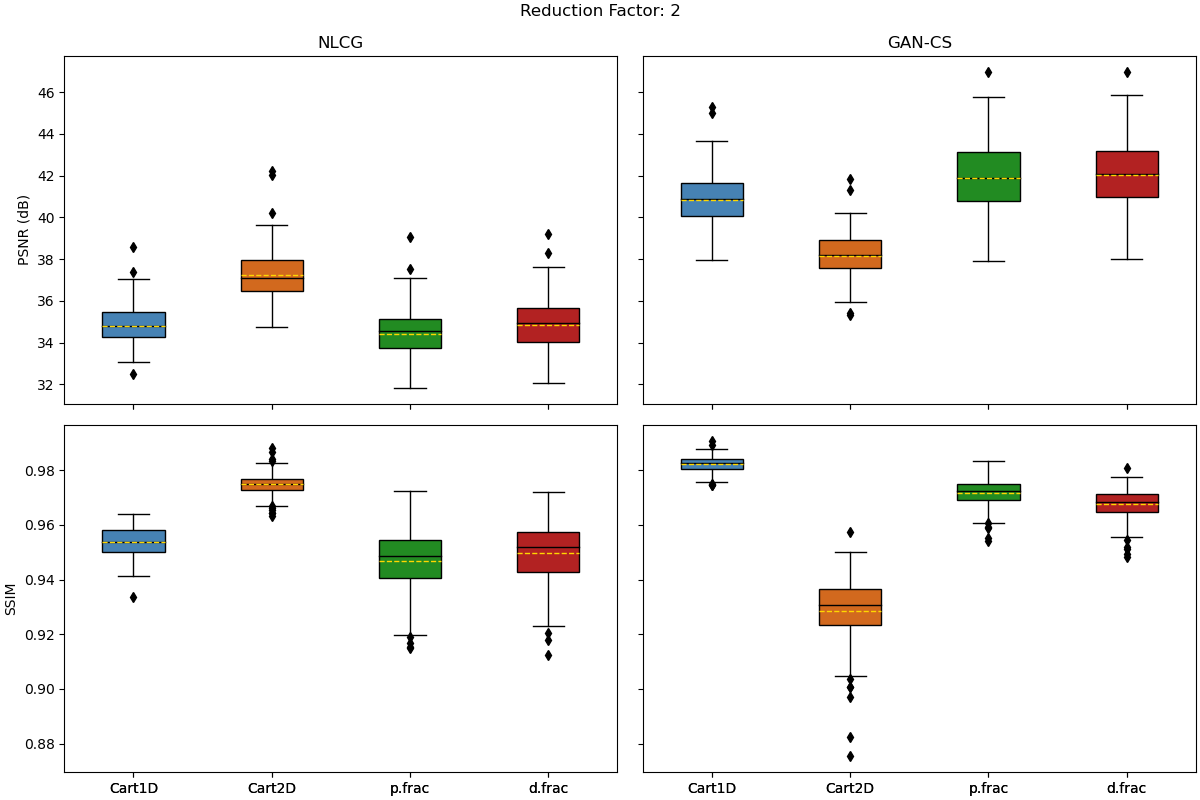 Reduction Factor: 2
NLCG
GAN-CS
PSNR (dB)
46
44
42
40
38
36
34
32
SSIM
0.98
0.96
0.94
0.92
0.90
0.88
Cart1D Cart2D p.frac d.frac
Cart1D Cart2D p.frac d.frac